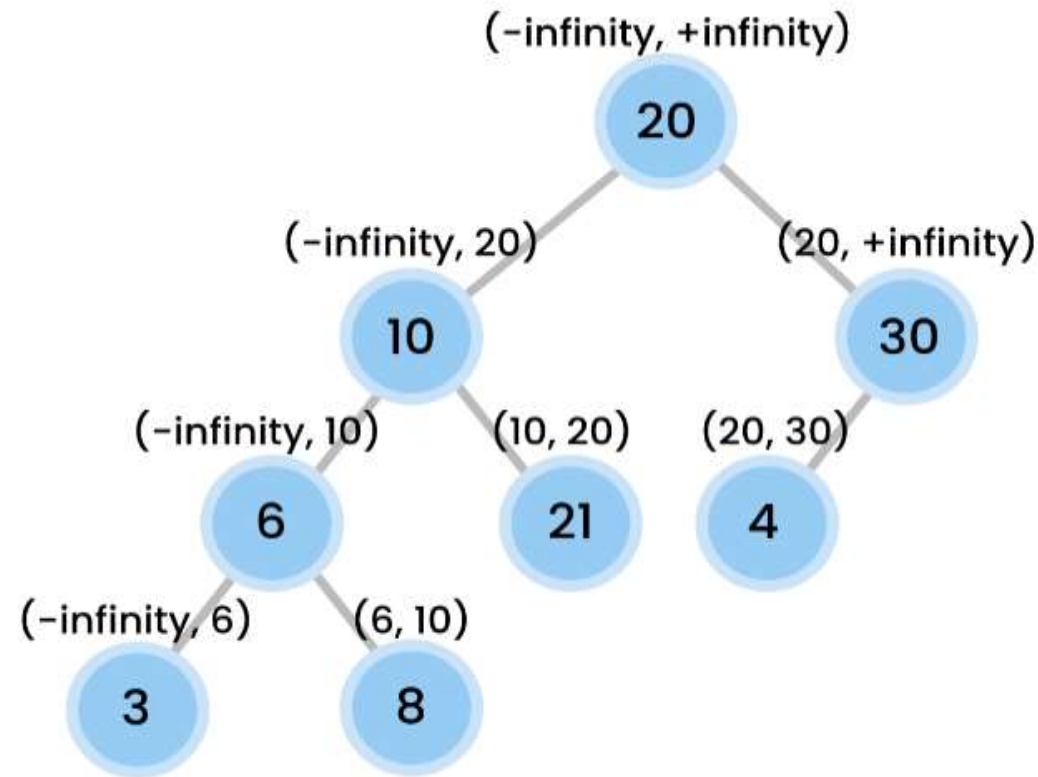 (-infinity, +infinity)
20
(-infinity, 20)
(20, +infinity)
10
30
(-infinity, 10)
(10, 20)
(20, 30)
6
21
4
(-infinity, 6)
(6, 10)
3
8